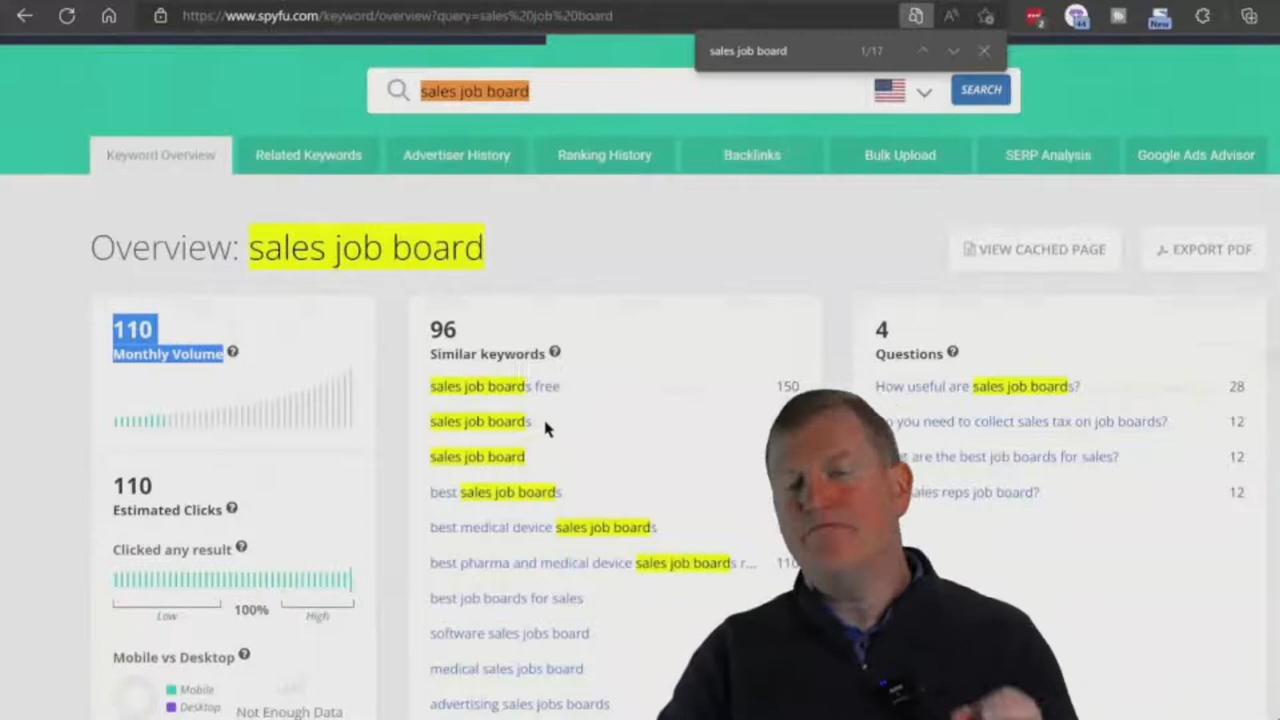 https://www.spyfu.com/keyword/overview?query=sales%20job%20board
2
44
New
sales job board
1/17
sales job board
SEARCH
Keyword Overview
Related Keywords
Advertiser History
Ranking History
Backlinks
Bulk Upload
SERP Analysis
Google Ads Advisor
Overview: sales job board
VIEW CACHED PAGE
EXPORT PDF
110
Monthly Volume
110
Estimated Clicks
Clicked any result
Low 100% High
Mobile vs Desktop
Mobile
Desktop
Not Enough Data
96
Similar keywords
sales job boards free 150
sales job boards
sales job board
best sales job boards
best medical device sales job boards
best pharma and medical device sales job boards r...
best job boards for sales
software sales jobs board
medical sales jobs board
advertising sales jobs boards
4
Questions
How useful are sales job boards? 28
you need to collect sales tax on job boards? 12
are the best job boards for sales? 12
sales reps job board? 12